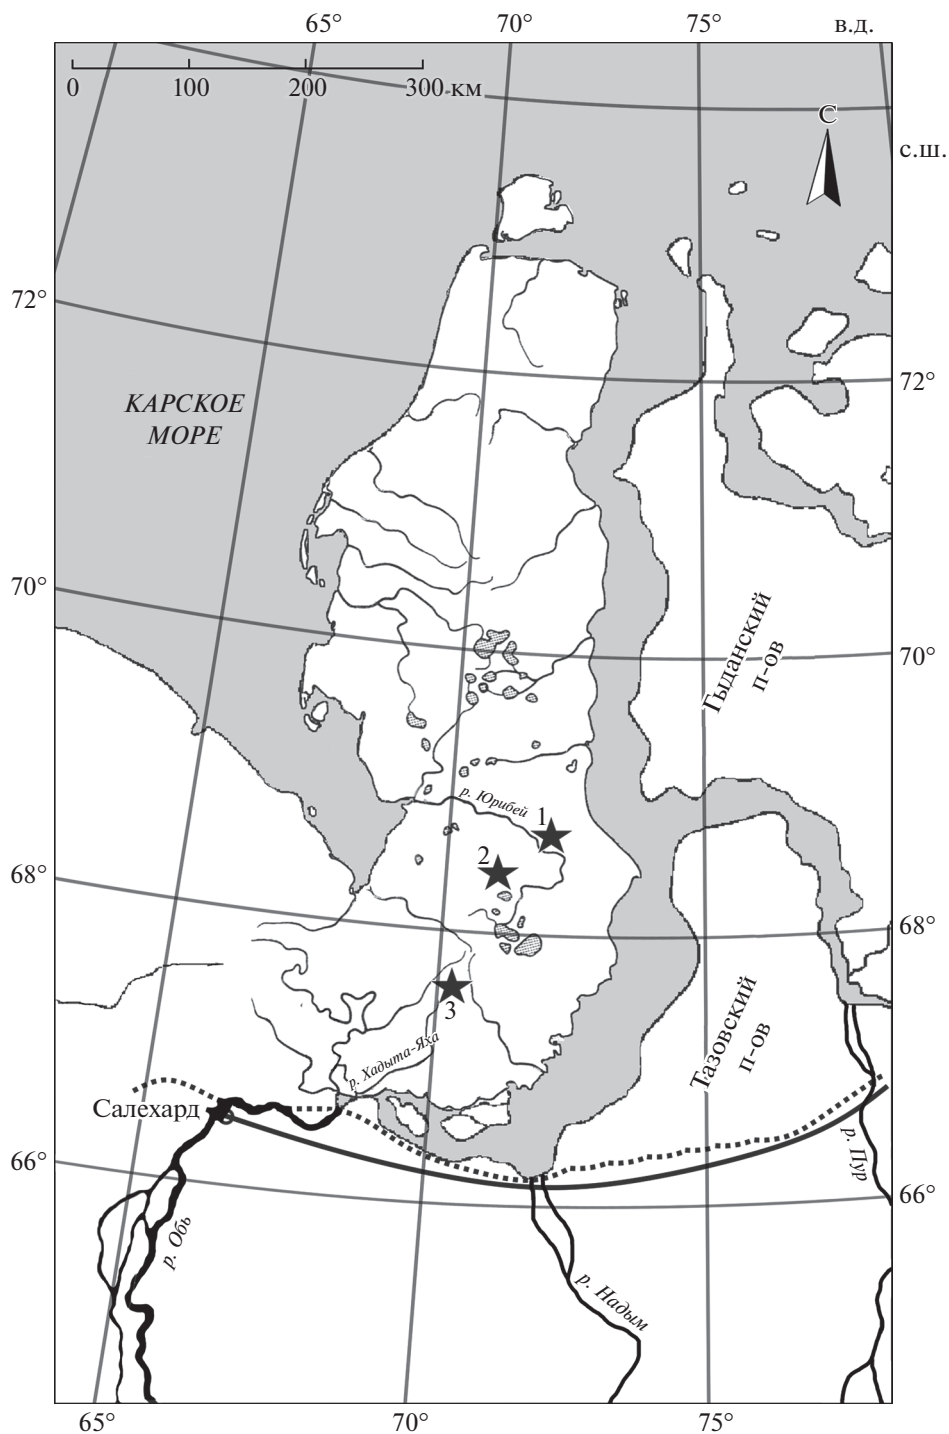 65° 70° 75° в.д.
0 100 200 300 км
С
с.ш.
72°
72°
КАРСКОЕ
МОРЕ
70°
70°
Гыданский
п-ов
р. Юрибей
1
2
68°
68°
3
Тазовский
п-ов
р. Хадыта-Яха
Салехард
р. Пур
66°
66°
р. Обь
р. Надым
65° 70° 75°